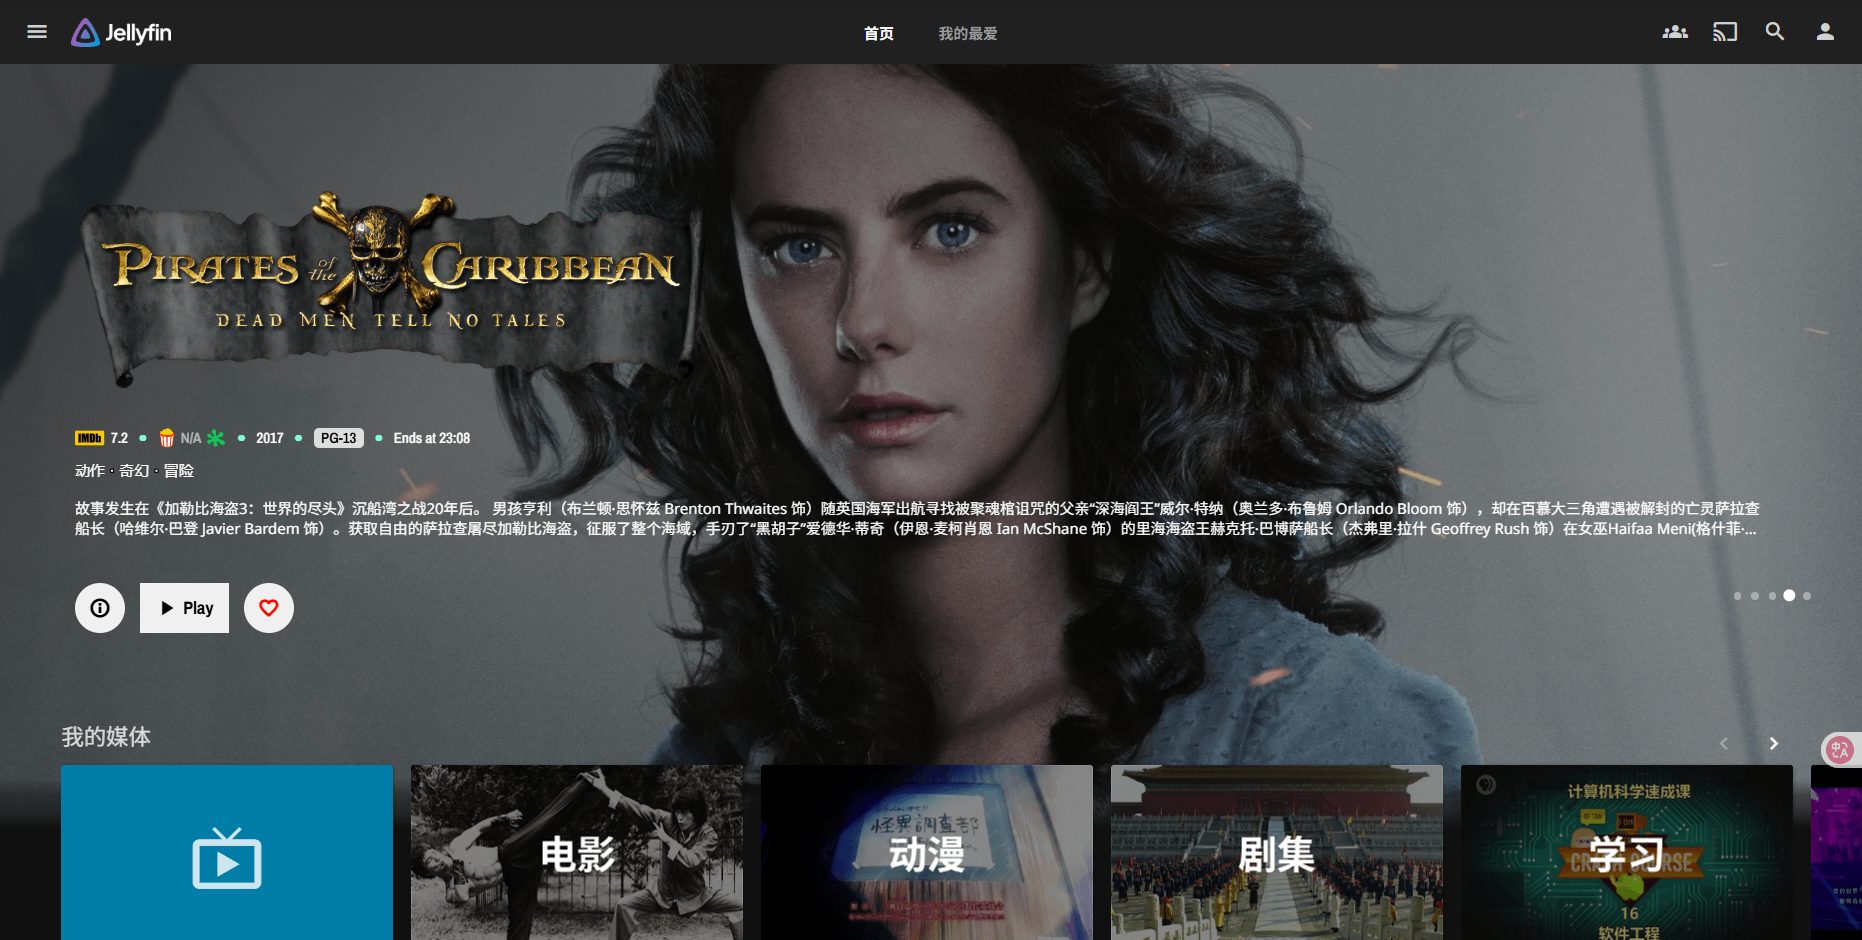 Jellyfin
首页
我的最爱
PIRATES of the CARIBBEAN
DEAD MEN TELL NO TALES
IMDb 7.2 • N/A • 2017 • PG-13 • Ends at 23:08
动作 · 奇幻 · 冒险
故事发生在《加勒比海盗3：世界的尽头》沉船湾之战20年后。 男孩亨利（布兰顿·思怀兹 Brenton Thwaites 饰）随英国海军出航寻找被聚魂棺诅咒的父亲“深海阎王”威尔·特纳（奥兰多·布鲁姆 Orlando Bloom 饰），却在百慕大三角遭遇被解封的亡灵萨拉查
船长（哈维尔·巴登 Javier Bardem 饰）。获取自由的萨拉查屠尽加勒比海盗，征服了整个海域，手刃了“黑胡子”爱德华·蒂奇（伊恩·麦柯肖恩 Ian McShane 饰）的里海海盗王赫克托·巴博萨船长（杰弗里·拉什 Geoffrey Rush 饰）在女巫Haifaa Meni(格什菲·...
Play
我的媒体
中A
电影
怪異調查部
动漫
剧集
计算机科学速成课
CRASH COURSE
学习
16
软件工程